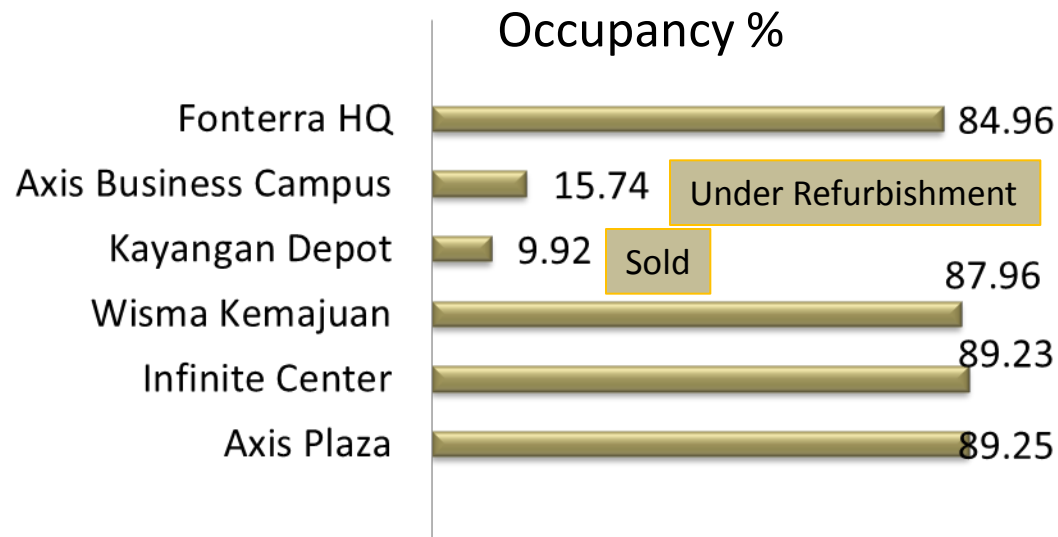 Occupancy %
Fonterra HQ 84.96
Axis Business Campus 15.74 Under Refurbishment
Kayangan Depot 9.92 Sold
Wisma Kemajuan 87.96
Infinite Center 89.23
Axis Plaza 89.25